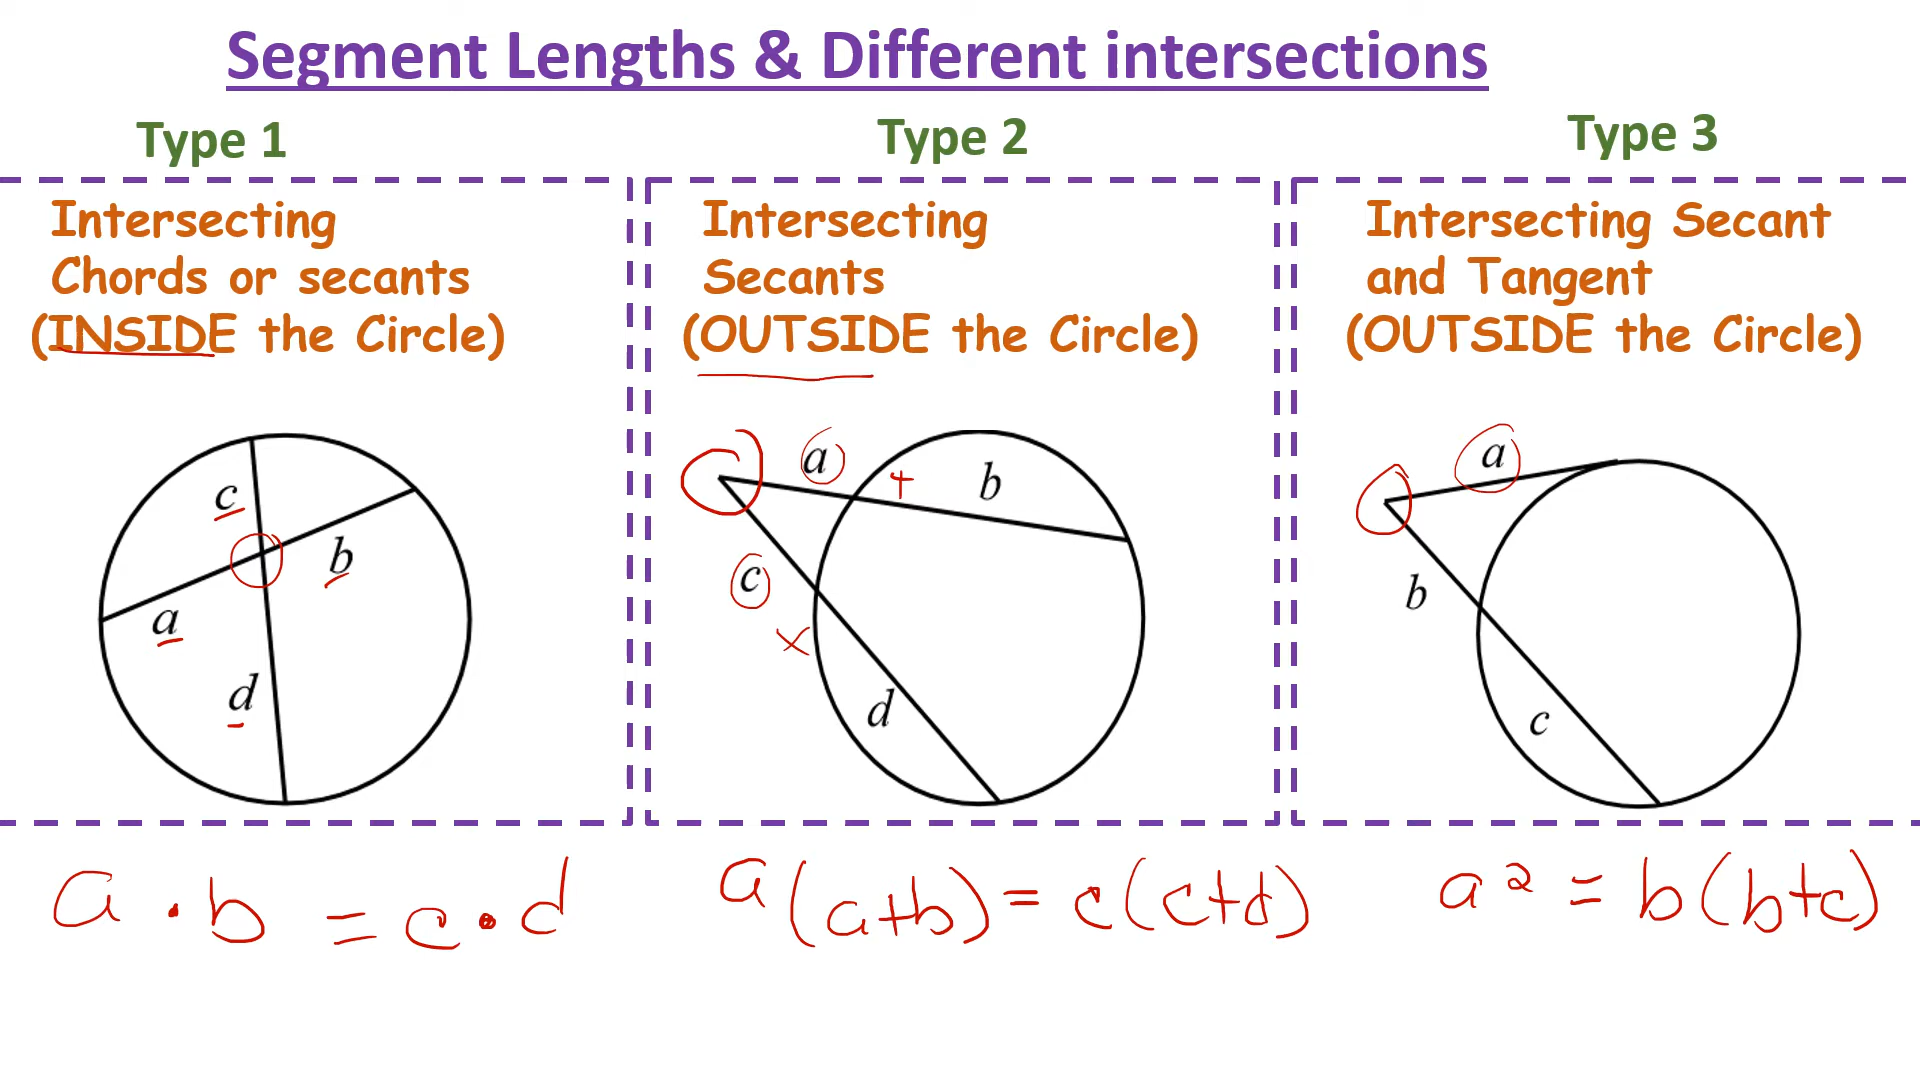 Segment Lengths & Different intersections
Type 1
Intersecting
Chords or secants
(INSIDE the Circle)
c
b
a
d
a · b = c · d
Type 2
Intersecting
Secants
(OUTSIDE the Circle)
a
+
b
c
x
d
a(a+b) = c(c+d)
Type 3
Intersecting Secant
and Tangent
(OUTSIDE the Circle)
a
b
c
a² = b(b+c)